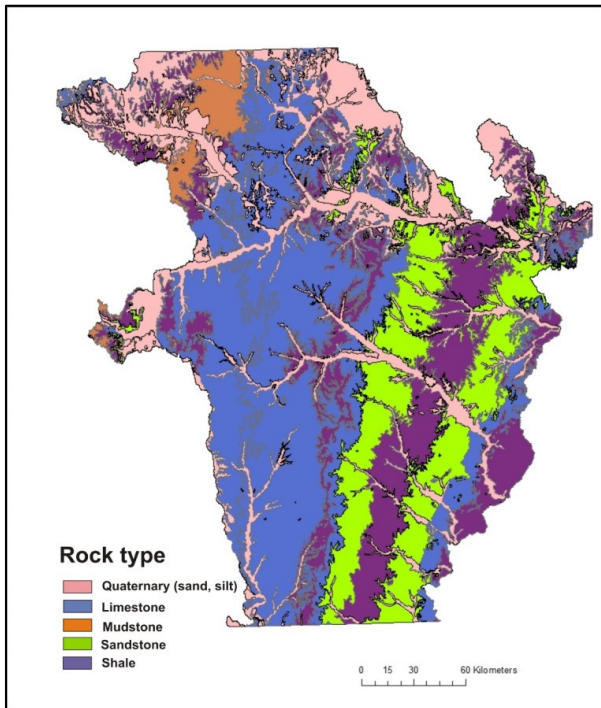 Rock type
Quaternary (sand, silt)
Limestone
Mudstone
Sandstone
Shale
0 15 30 60 Kilometers